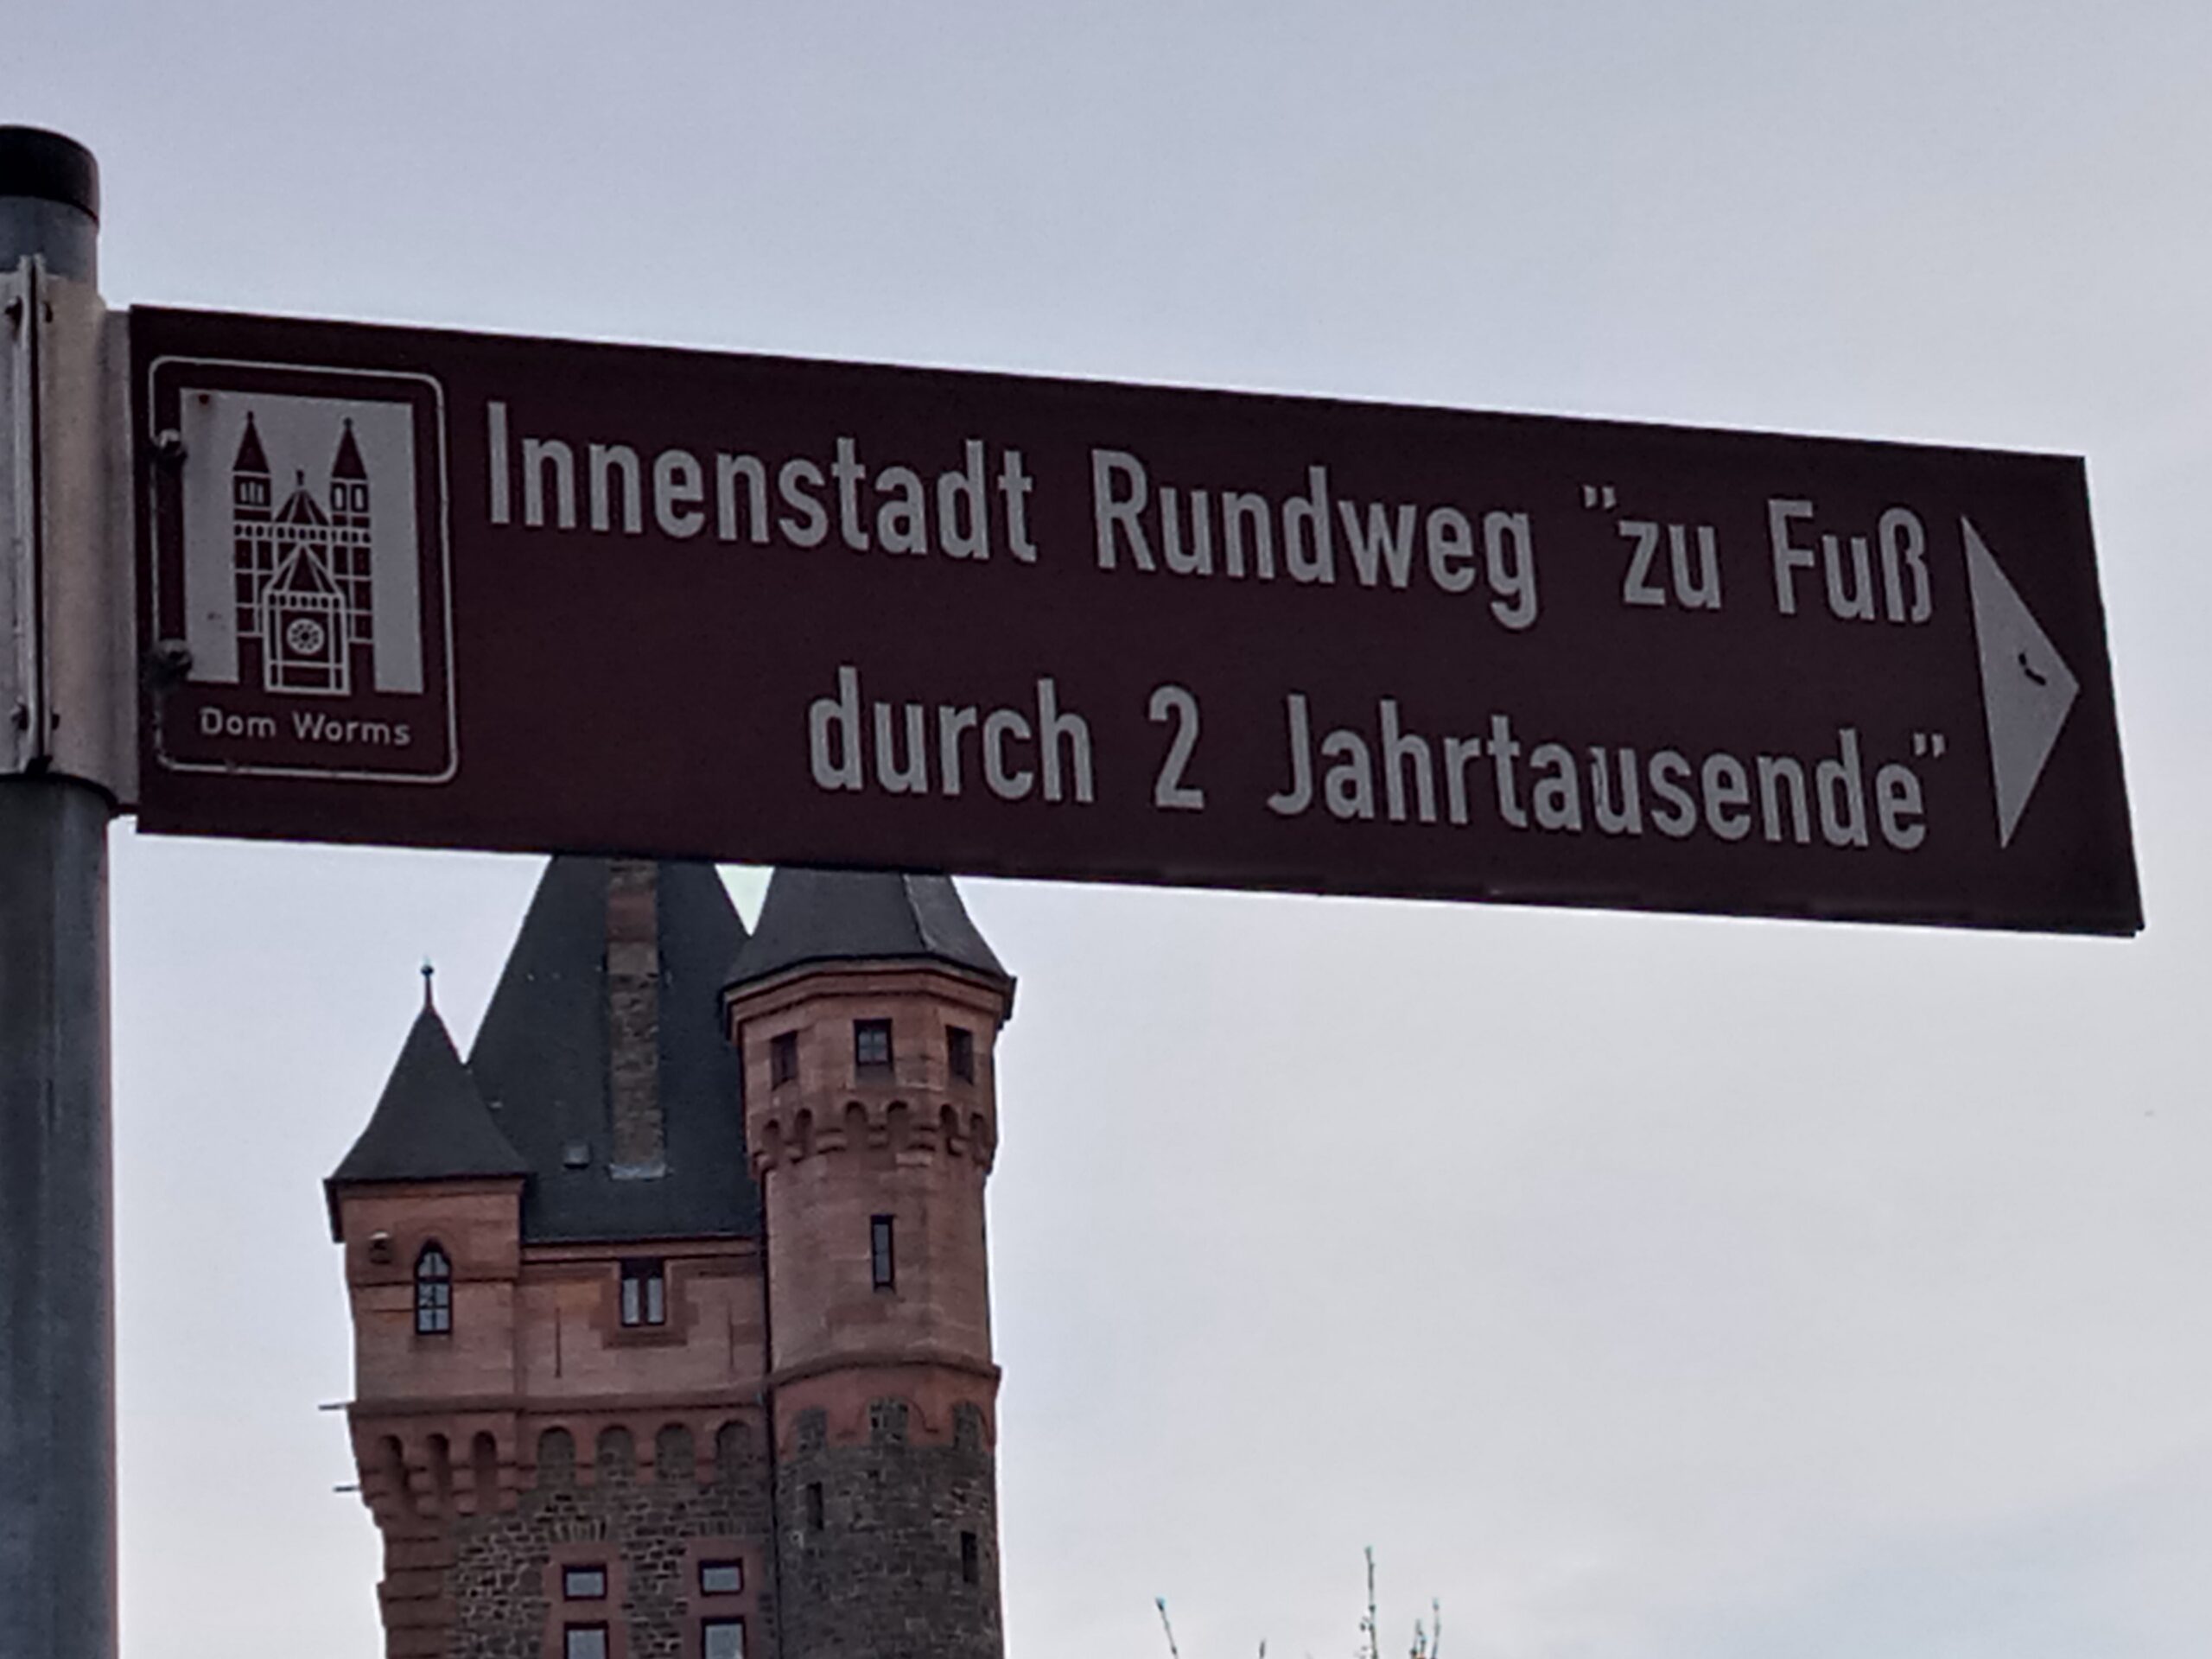 Innenstadt Rundweg "zu Fuß
durch 2 Jahrtausende"
Dom Worms